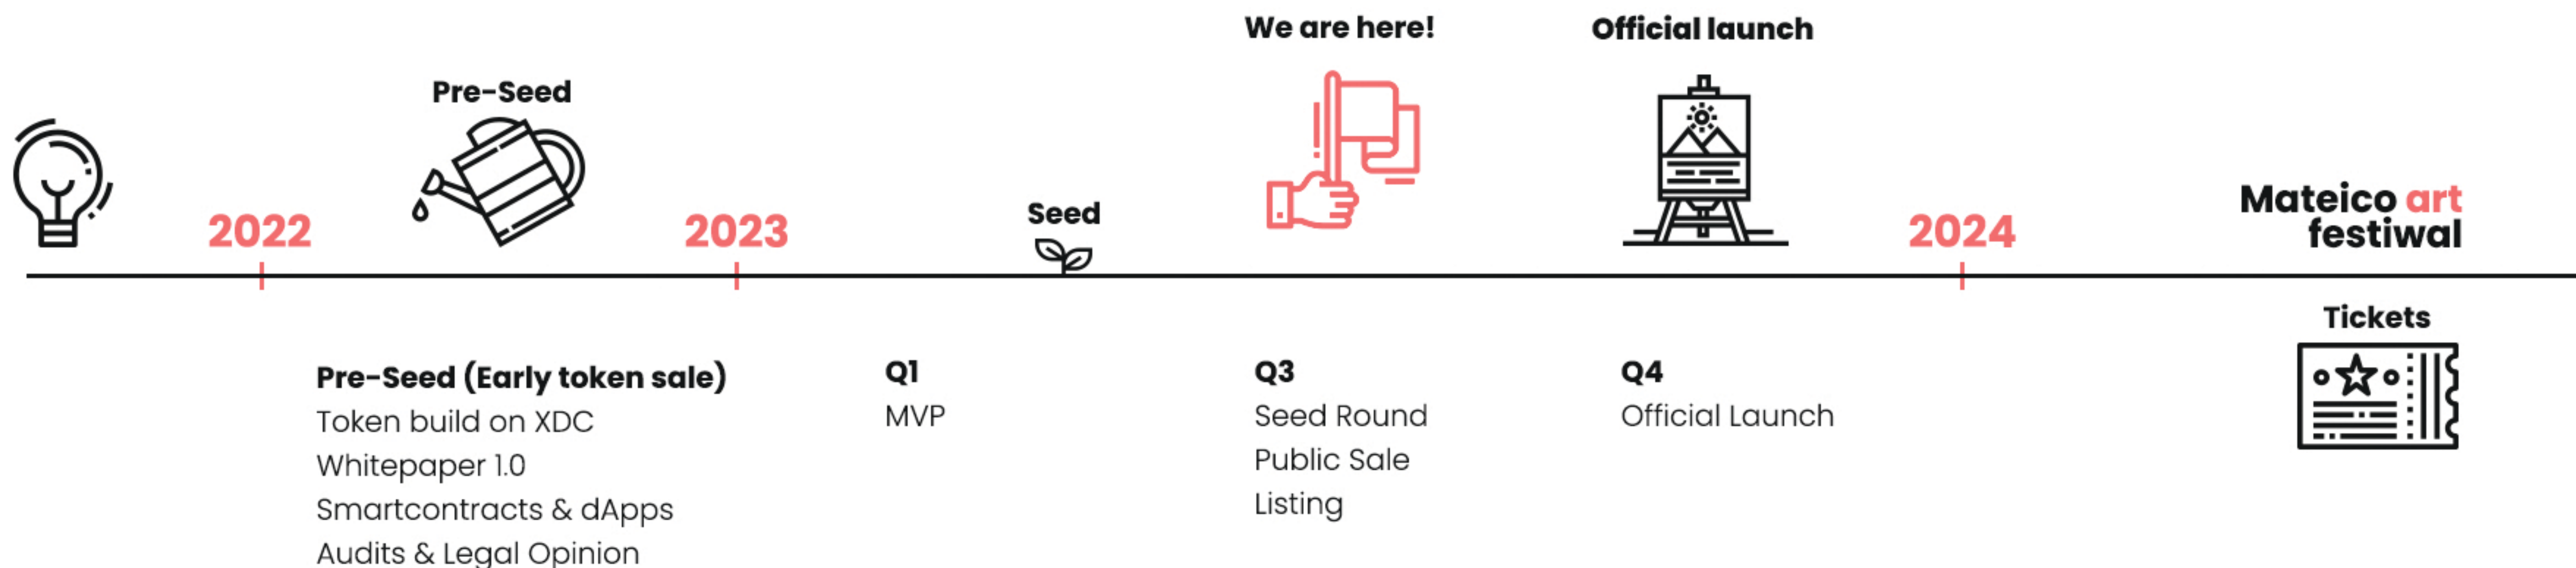 We are here!
Official launch
Pre-Seed
2022
2023
Seed
2024
Mateico art
festiwal
Tickets
Pre-Seed (Early token sale)
Token build on XDC
Whitepaper 1.0
Smartcontracts & dApps
Audits & Legal Opinion
Q1
MVP
Q3
Seed Round
Public Sale
Listing
Q4
Official Launch